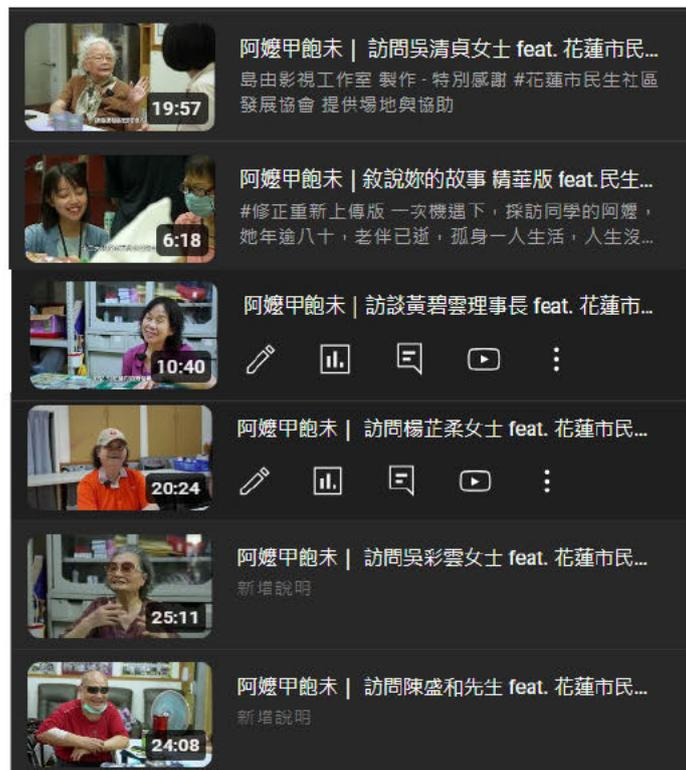 阿嬤甲飽未｜ 訪問吳清貞女士 feat. 花蓮市民...
島由影視工作室 製作 - 特別感謝 #花蓮市民生社區
發展協會 提供場地與協助
19:57
阿嬤甲飽未｜敘說妳的故事 精華版 feat.民生...
#修正重新上傳版 一次機遇下，採訪同學的阿嬤，
她年逾八十，老伴已逝，孤身一人生活，人生沒...
6:18
阿嬤甲飽未｜訪談黃碧雲理事長 feat. 花蓮市...
10:40
阿嬤甲飽未｜ 訪問楊芷柔女士 feat. 花蓮市民...
20:24
阿嬤甲飽未｜ 訪問吳彩雲女士 feat. 花蓮市民...
新增說明
25:11
阿嬤甲飽未｜ 訪問陳盛和先生 feat. 花蓮市民...
新增說明
24:08